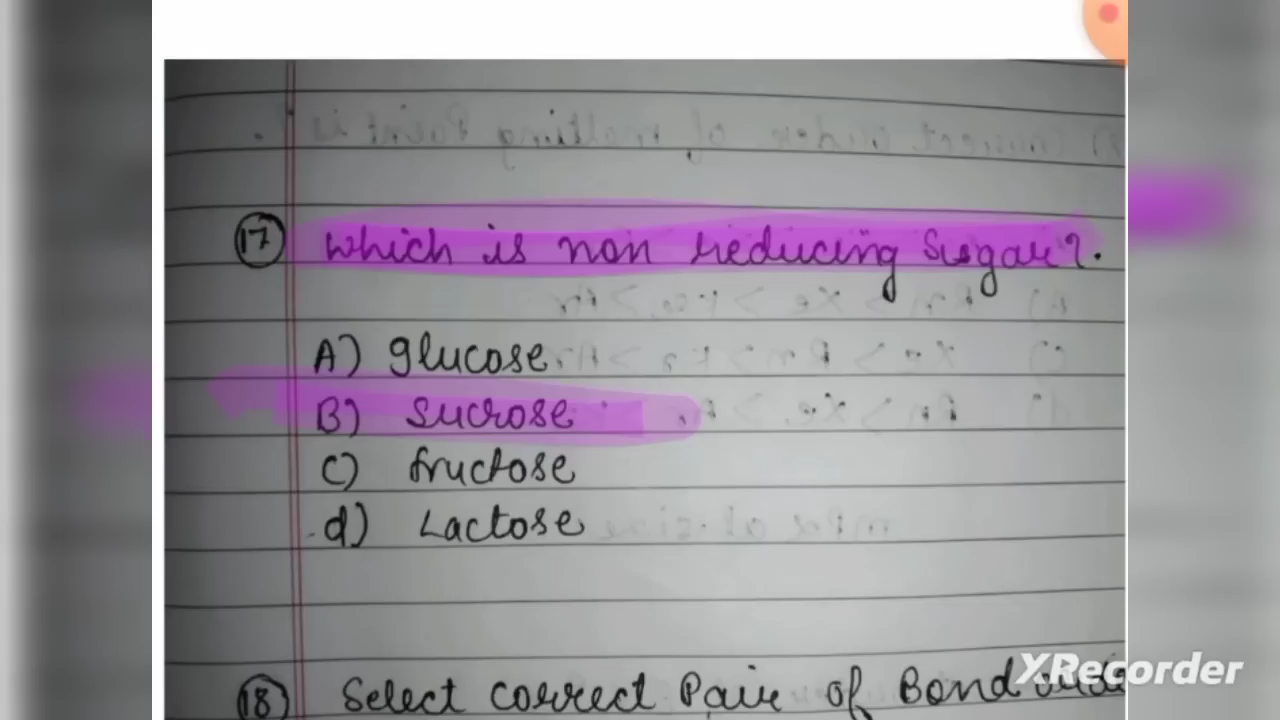 17 which is non reducing sugar?.
A) glucose
B) sucrose
C) fructose
d) Lactose
18) Select correct Pair of Bond
XRecorder